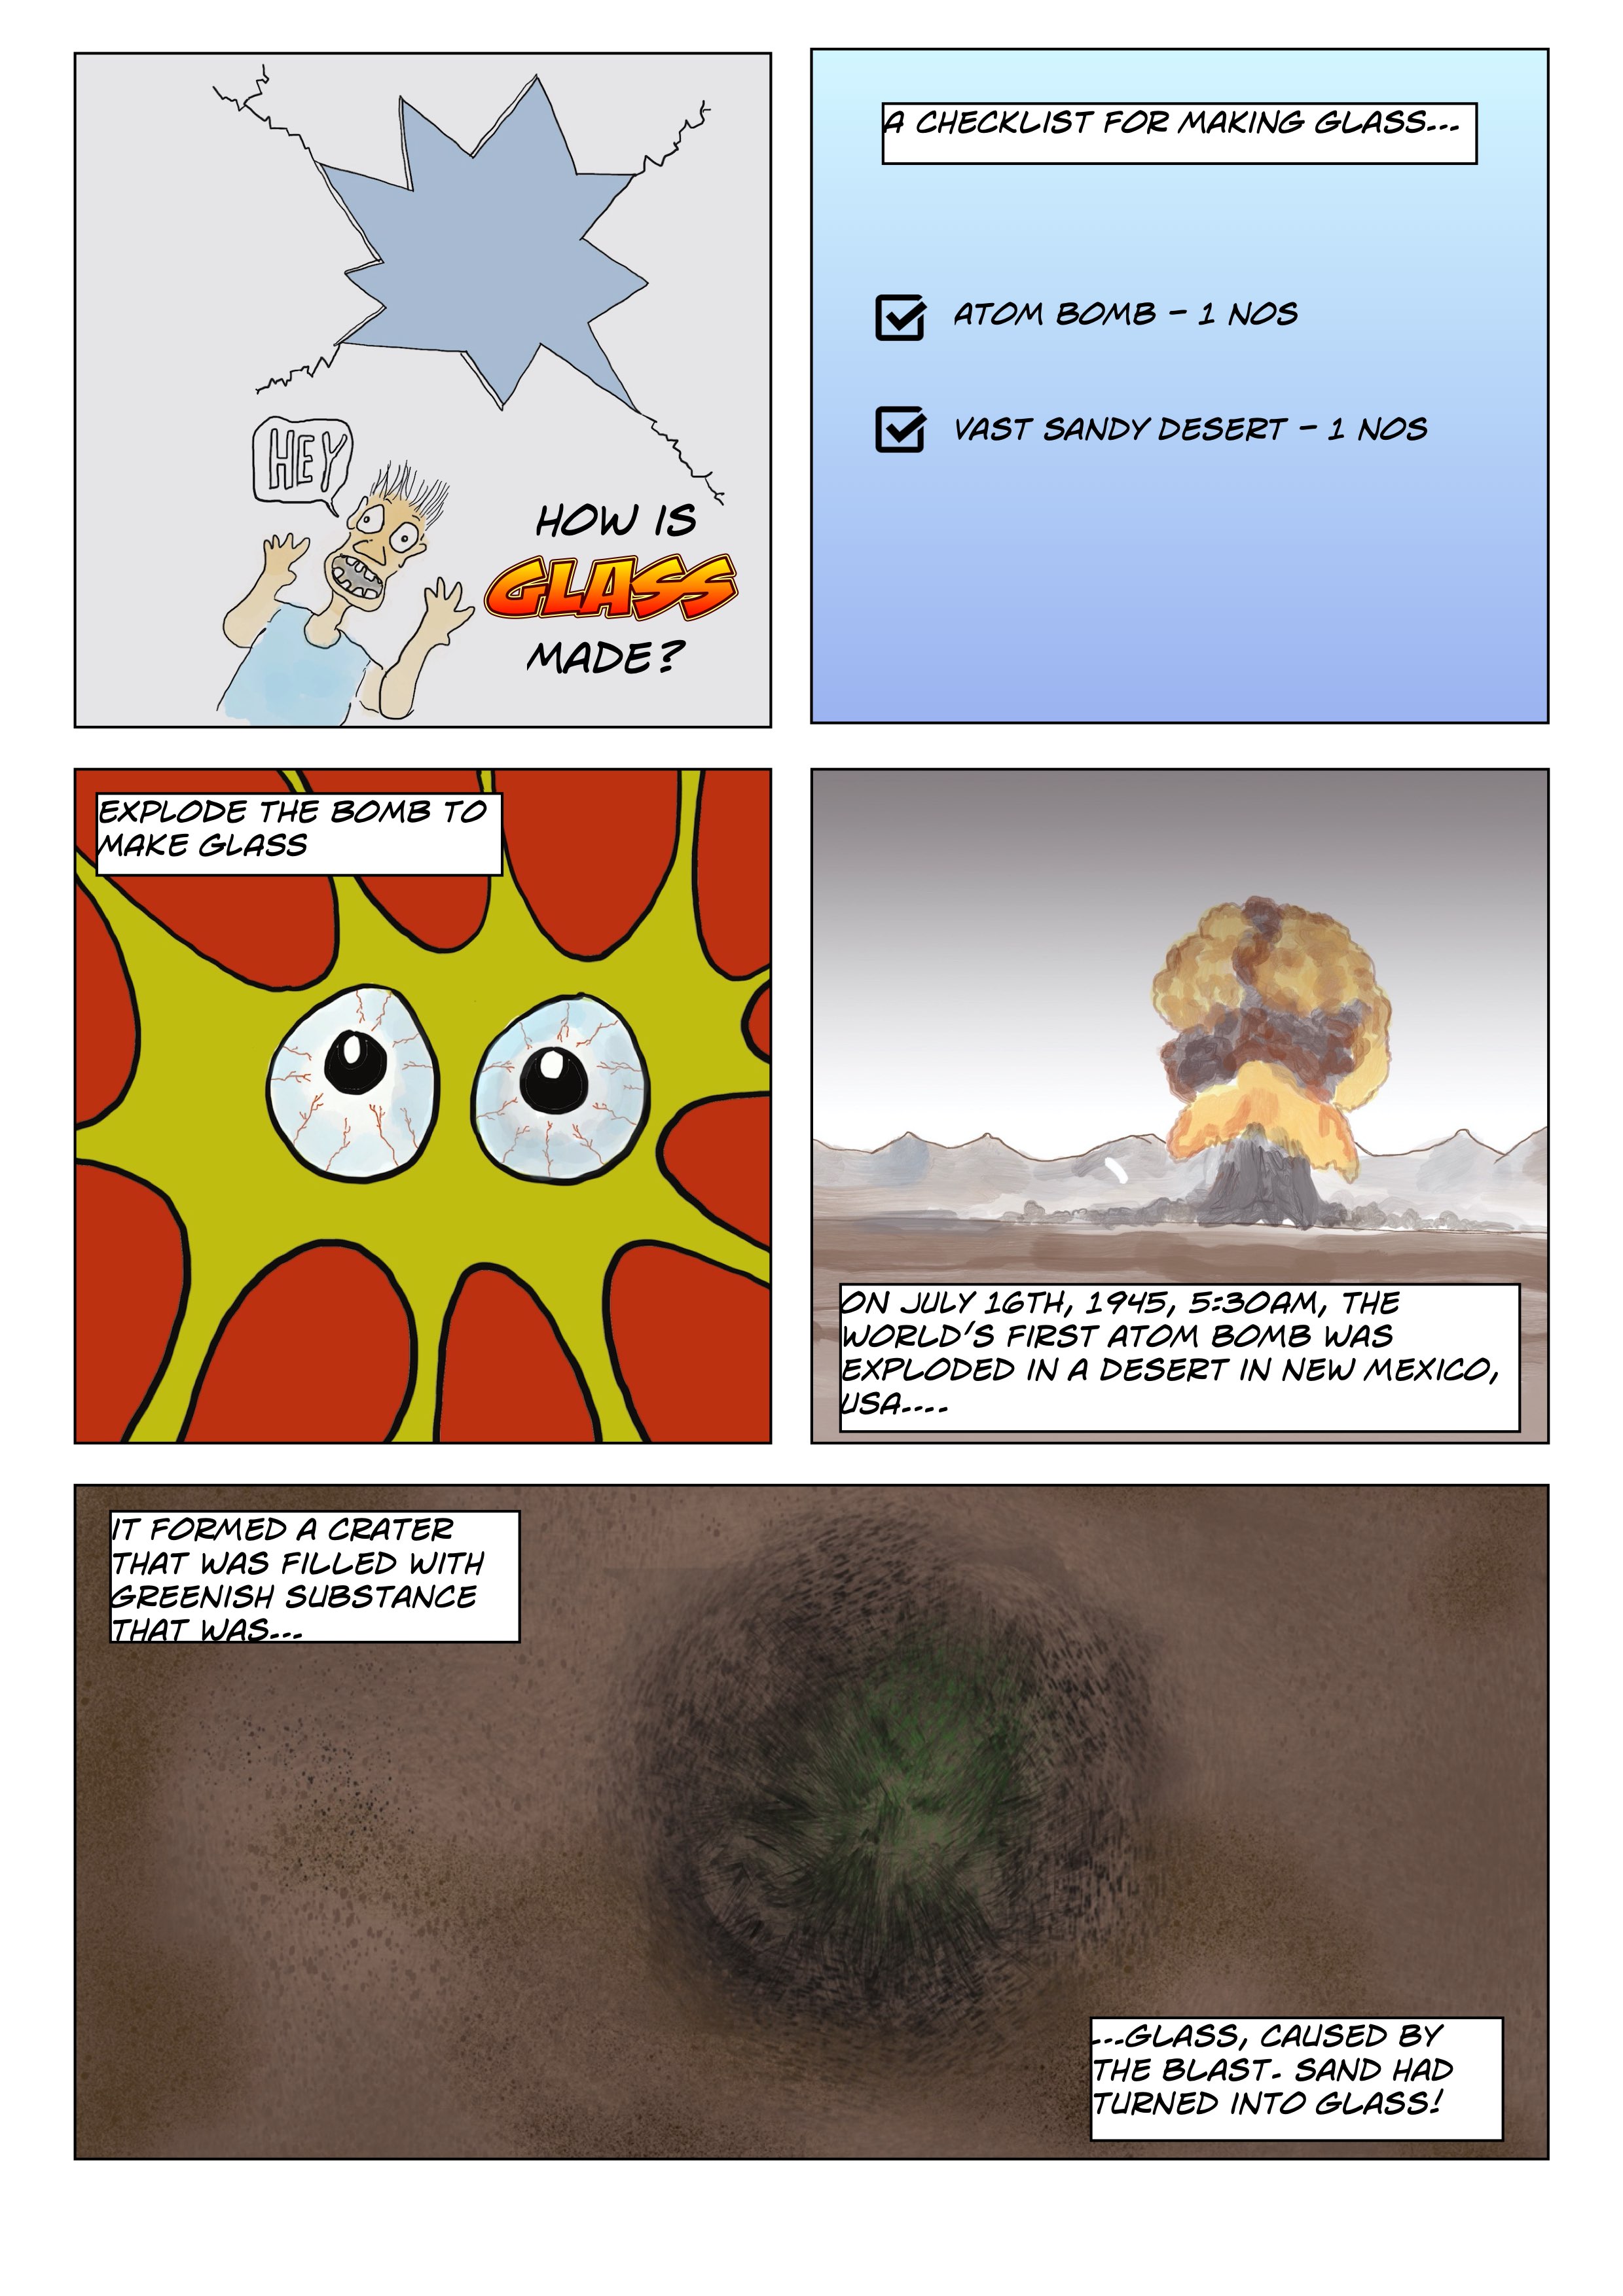 HEY
HOW IS
GLASS
MADE?
A CHECKLIST FOR MAKING GLASS...
ATOM BOMB - 1 NOS
VAST SANDY DESERT - 1 NOS
EXPLODE THE BOMB TO
MAKE GLASS
ON JULY 16TH, 1945, 5:30AM, THE
WORLD'S FIRST ATOM BOMB WAS
EXPLODED IN A DESERT IN NEW MEXICO,
USA....
IT FORMED A CRATER
THAT WAS FILLED WITH
GREENISH SUBSTANCE
THAT WAS...
...GLASS, CAUSED BY
THE BLAST. SAND HAD
TURNED INTO GLASS!